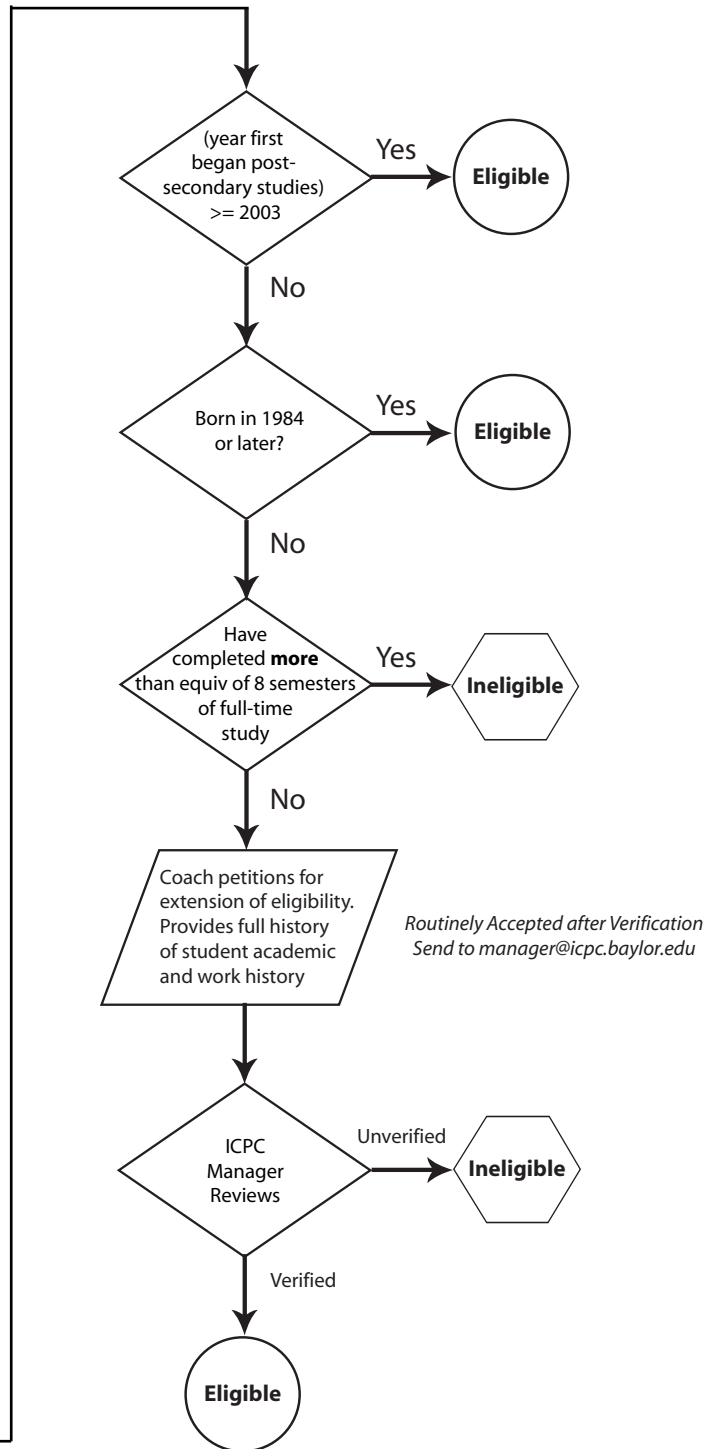 (year first
began post-
secondary studies)
>= 2003
Yes
Eligible
No
Born in 1984
or later?
Yes
Eligible
No
Have
completed more
than equiv of 8 semesters
of full-time
study
Yes
Ineligible
No
Coach petitions for
extension of eligibility.
Provides full history
of student academic
and work history
Routinely Accepted after Verification
Send to manager@icpc.baylor.edu
ICPC
Manager
Reviews
Unverified
Ineligible
Verified
Eligible